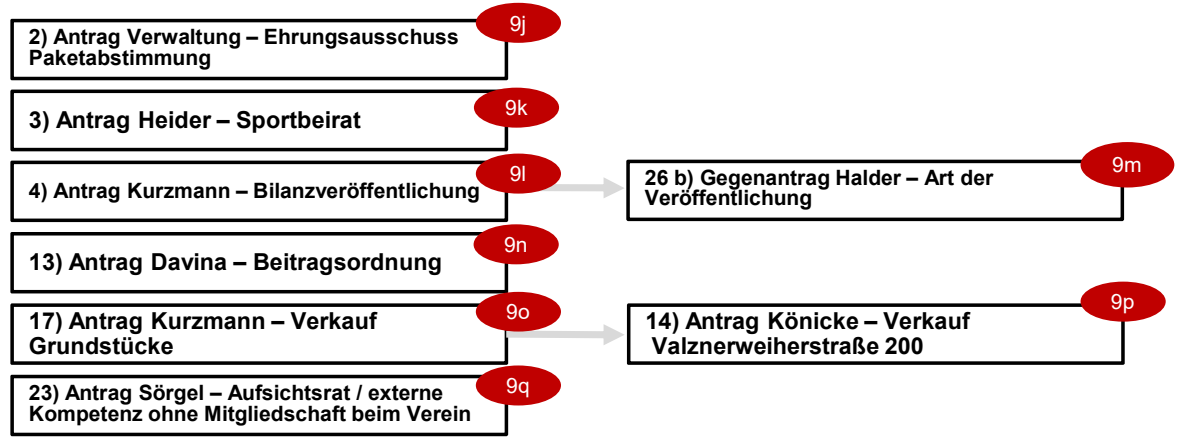 9j
2) Antrag Verwaltung – Ehrungsausschuss
Paketabstimmung
9k
3) Antrag Heider – Sportbeirat
9l
4) Antrag Kurzmann – Bilanzveröffentlichung
9m
26 b) Gegenantrag Halder – Art der
Veröffentlichung
9n
13) Antrag Davina – Beitragsordnung
9o
17) Antrag Kurzmann – Verkauf
Grundstücke
9p
14) Antrag Könicke – Verkauf
Valznerweiherstraße 200
9q
23) Antrag Sörgel – Aufsichtsrat / externe
Kompetenz ohne Mitgliedschaft beim Verein